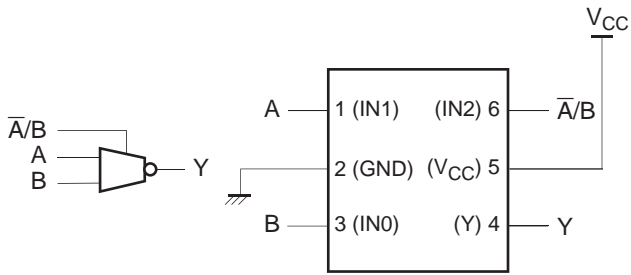 V_CC
A̅/B
A
B
Y
A 1 (IN1) (IN2) 6 A̅/B
2 (GND) (V_CC) 5
B 3 (IN0) (Y) 4 Y